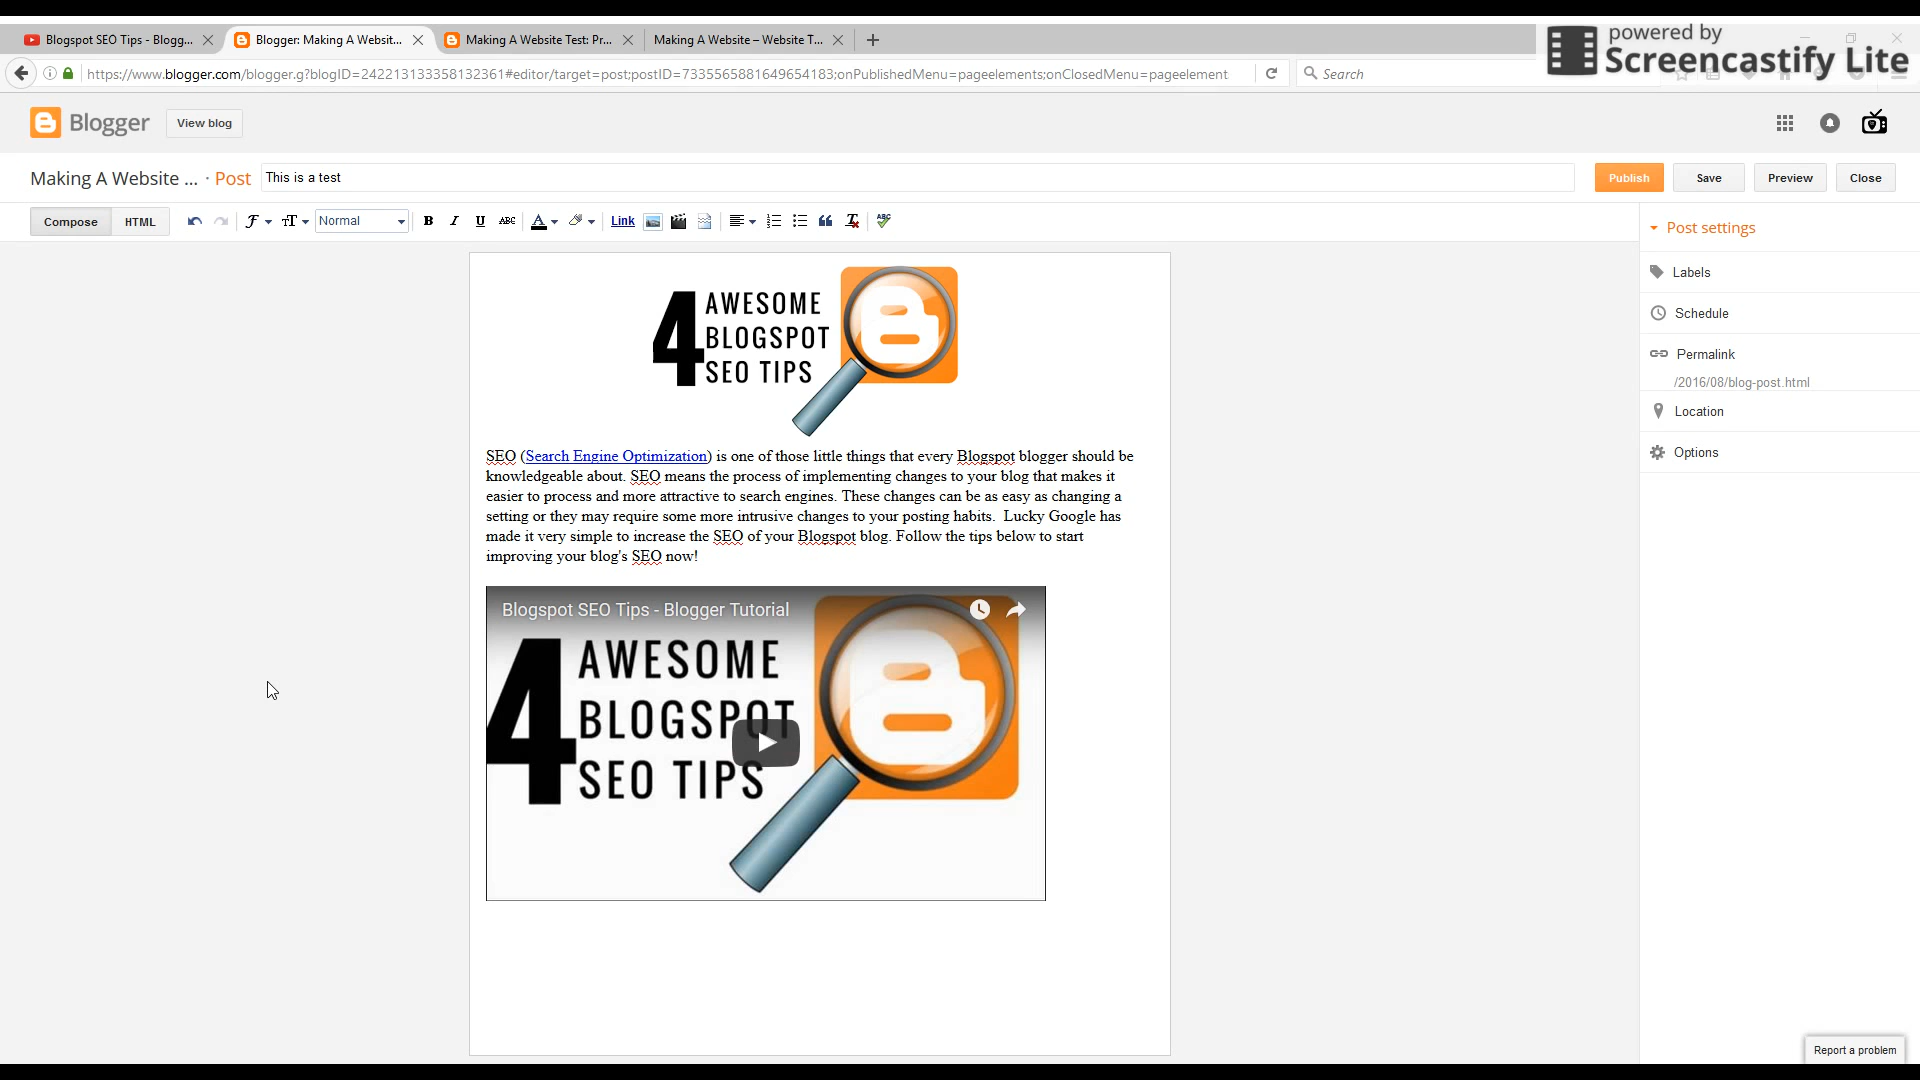 powered by
Screencastify Lite
Blogspot SEO Tips - Blogg...
Blogger: Making A Websit...
Making A Website Test: Pr...
Making A Website – Website T...
https://www.blogger.com/blogger.g?blogID=242213133358132361#editor/target=post;postID=7335565881649654183;onPublishedMenu=pageelements;onClosedMenu=pageelement
Search
Blogger
View blog
Making A Website ... · Post
This is a test
Publish
Save
Preview
Close
Compose
HTML
Normal
B
I
U
ABC
A
Link
ABC
Post settings
Labels
Schedule
Permalink
/2016/08/blog-post.html
Location
Options
4 AWESOME
BLOGSPOT
SEO TIPS
SEO (Search Engine Optimization) is one of those little things that every Blogspot blogger should be
knowledgeable about. SEO means the process of implementing changes to your blog that makes it
easier to process and more attractive to search engines. These changes can be as easy as changing a
setting or they may require some more intrusive changes to your posting habits.  Lucky Google has
made it very simple to increase the SEO of your Blogspot blog. Follow the tips below to start
improving your blog's SEO now!
Blogspot SEO Tips - Blogger Tutorial
4 AWESOME
BLOGSPOT
SEO TIPS
Report a problem